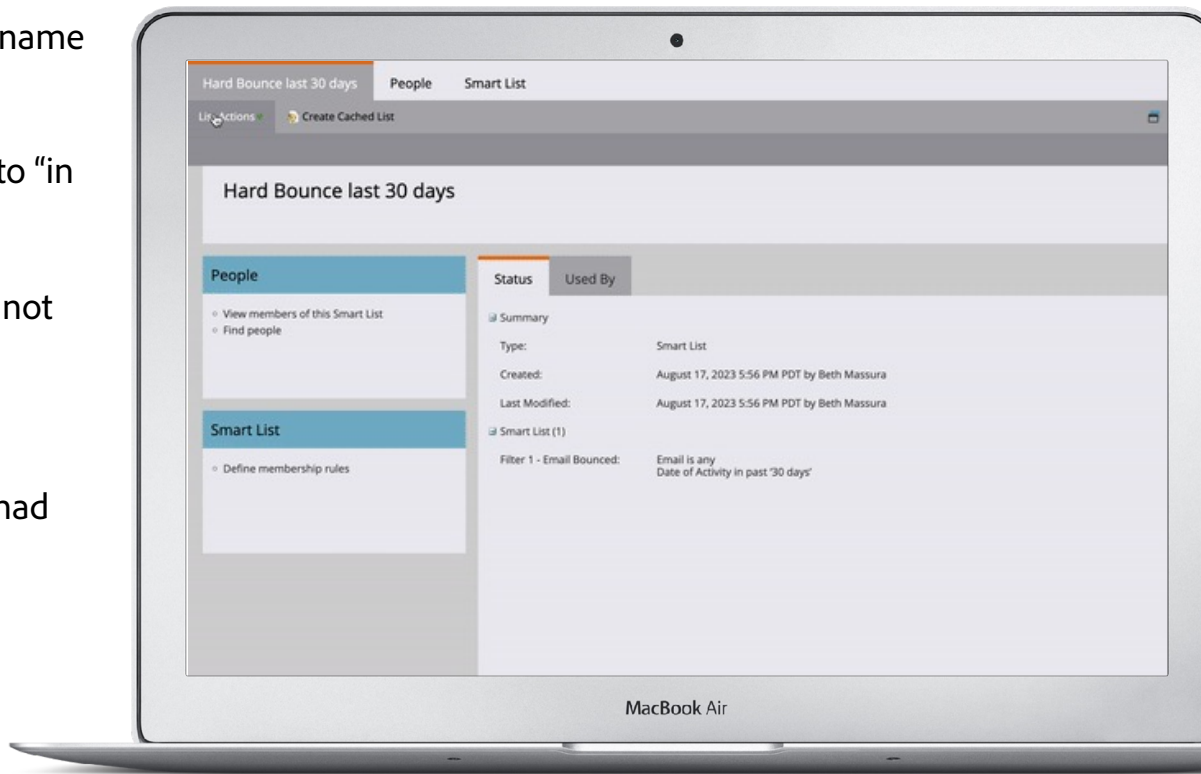 name
to “in
not
had
Hard Bounce last 30 days People Smart List
Create Cached List
Hard Bounce last 30 days
People
View members of this Smart List
Find people
Smart List
Define membership rules
Status Used By
Summary
Type: Smart List
Created: August 17, 2023 5:56 PM PDT by Beth Massura
Last Modified: August 17, 2023 5:56 PM PDT by Beth Massura
Smart List (1)
Filter 1 - Email Bounced: Email is any
Date of Activity in past ‘30 days’
MacBook Air